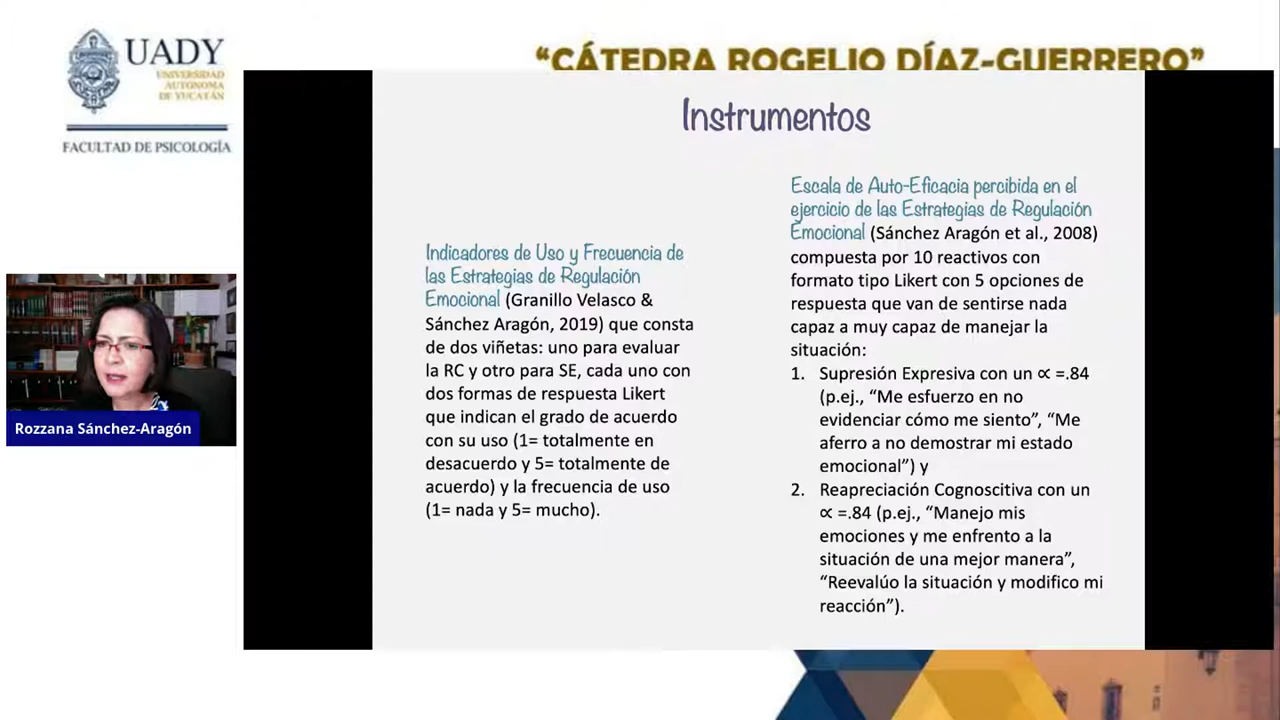 UADY
UNIVERSIDAD
AUTÓNOMA
DE YUCATÁN
FACULTAD DE PSICOLOGÍA
“CÁTEDRA ROGELIO DÍAZ-GUERRERO”
Instrumentos
Indicadores de Uso y Frecuencia de
las Estrategias de Regulación
Emocional (Granillo Velasco &
Sánchez Aragón, 2019) que consta
de dos viñetas: uno para evaluar
la RC y otro para SE, cada uno con
dos formas de respuesta Likert
que indican el grado de acuerdo
con su uso (1= totalmente en
desacuerdo y 5= totalmente de
acuerdo) y la frecuencia de uso
(1= nada y 5= mucho).
Escala de Auto-Eficacia percibida en el
ejercicio de las Estrategias de Regulación
Emocional (Sánchez Aragón et al., 2008)
compuesta por 10 reactivos con
formato tipo Likert con 5 opciones de
respuesta que van de sentirse nada
capaz a muy capaz de manejar la
situación:
1. Supresión Expresiva con un ∝ =.84
(p.ej., “Me esfuerzo en no
evidenciar cómo me siento”, “Me
aferro a no demostrar mi estado
emocional”) y
2. Reapreciación Cognoscitiva con un
∝ =.84 (p.ej., “Manejo mis
emociones y me enfrento a la
situación de una mejor manera”,
“Reevalúo la situación y modifico mi
reacción”).
Rozzana Sánchez-Aragón